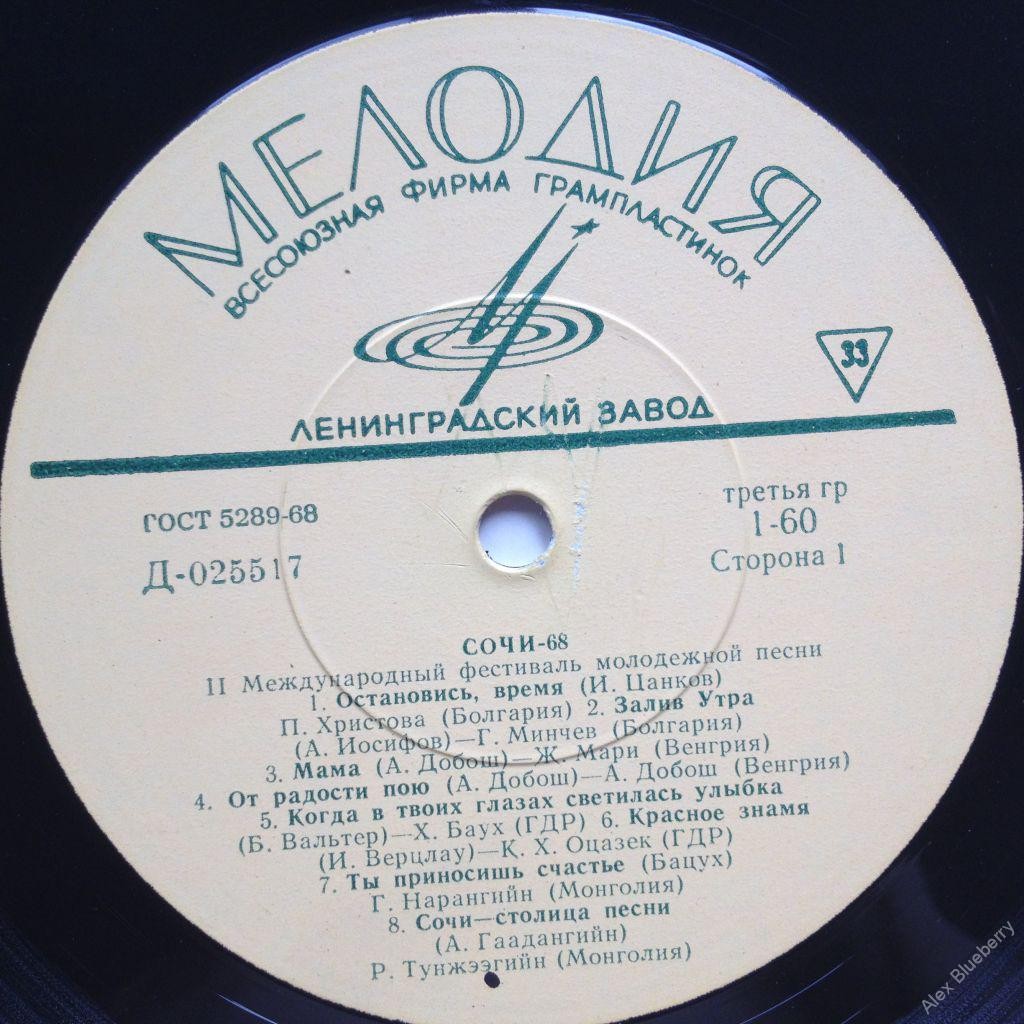 МЕЛОДИЯ
ВСЕСОЮЗНАЯ ФИРМА ГРАМПЛАСТИНОК
33
ЛЕНИНГРАДСКИЙ ЗАВОД
ГОСТ 5289-68
Д-025517
третья гр
1-60
Сторона 1
СОЧИ-68
II Международный фестиваль молодежной песни
1. Остановись, время (И. Цанков)
П. Христова (Болгария) 2. Залив Утра
(А. Иосифов)—Г. Минчев (Болгария)
3. Мама (А. Добош)—Ж. Мари (Венгрия)
4. От радости пою (А. Добош)—А. Добош (Венгрия)
5. Когда в твоих глазах светилась улыбка
(Б. Вальтер)—Х. Баух (ГДР) 6. Красное знамя
(И. Верцлау)—К. Х. Оцазек (ГДР)
7. Ты приносишь счастье (Бацух)
Г. Нарангийн (Монголия)
8. Сочи—столица песни
(А. Гаадангийн)
Р. Тунжээгийн (Монголия)
Alex Blueberry